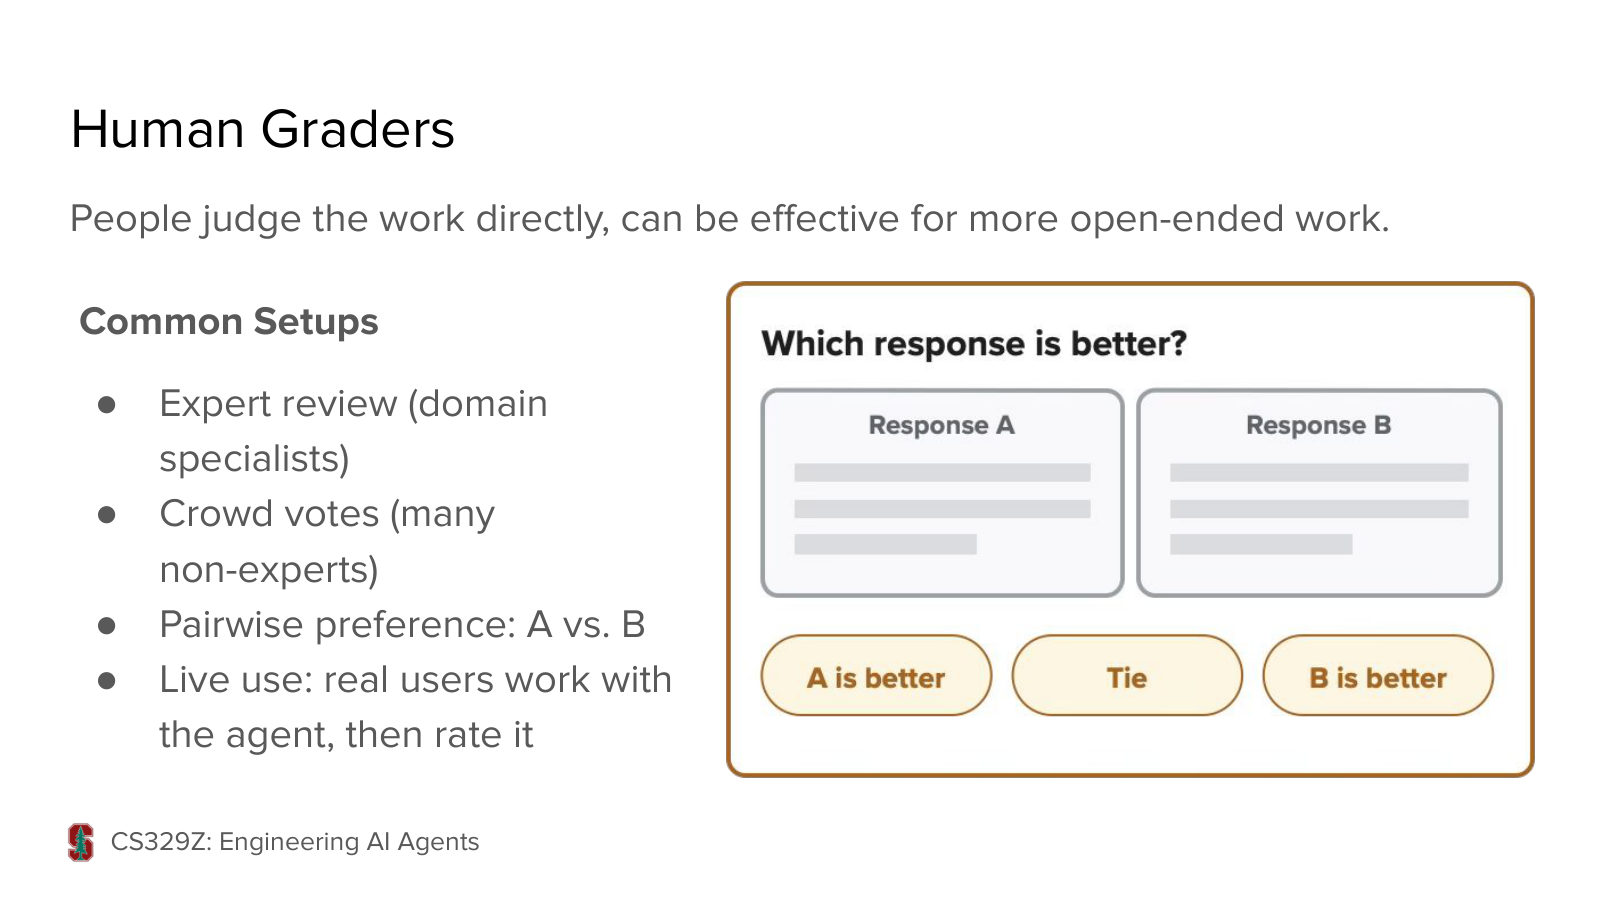 Human Graders
People judge the work directly, can be effective for more open-ended work.
Common Setups
● Expert review (domain
specialists)
● Crowd votes (many
non-experts)
● Pairwise preference: A vs. B
● Live use: real users work with
the agent, then rate it
Which response is better?
Response A
Response B
A is better
Tie
B is better
CS329Z: Engineering AI Agents